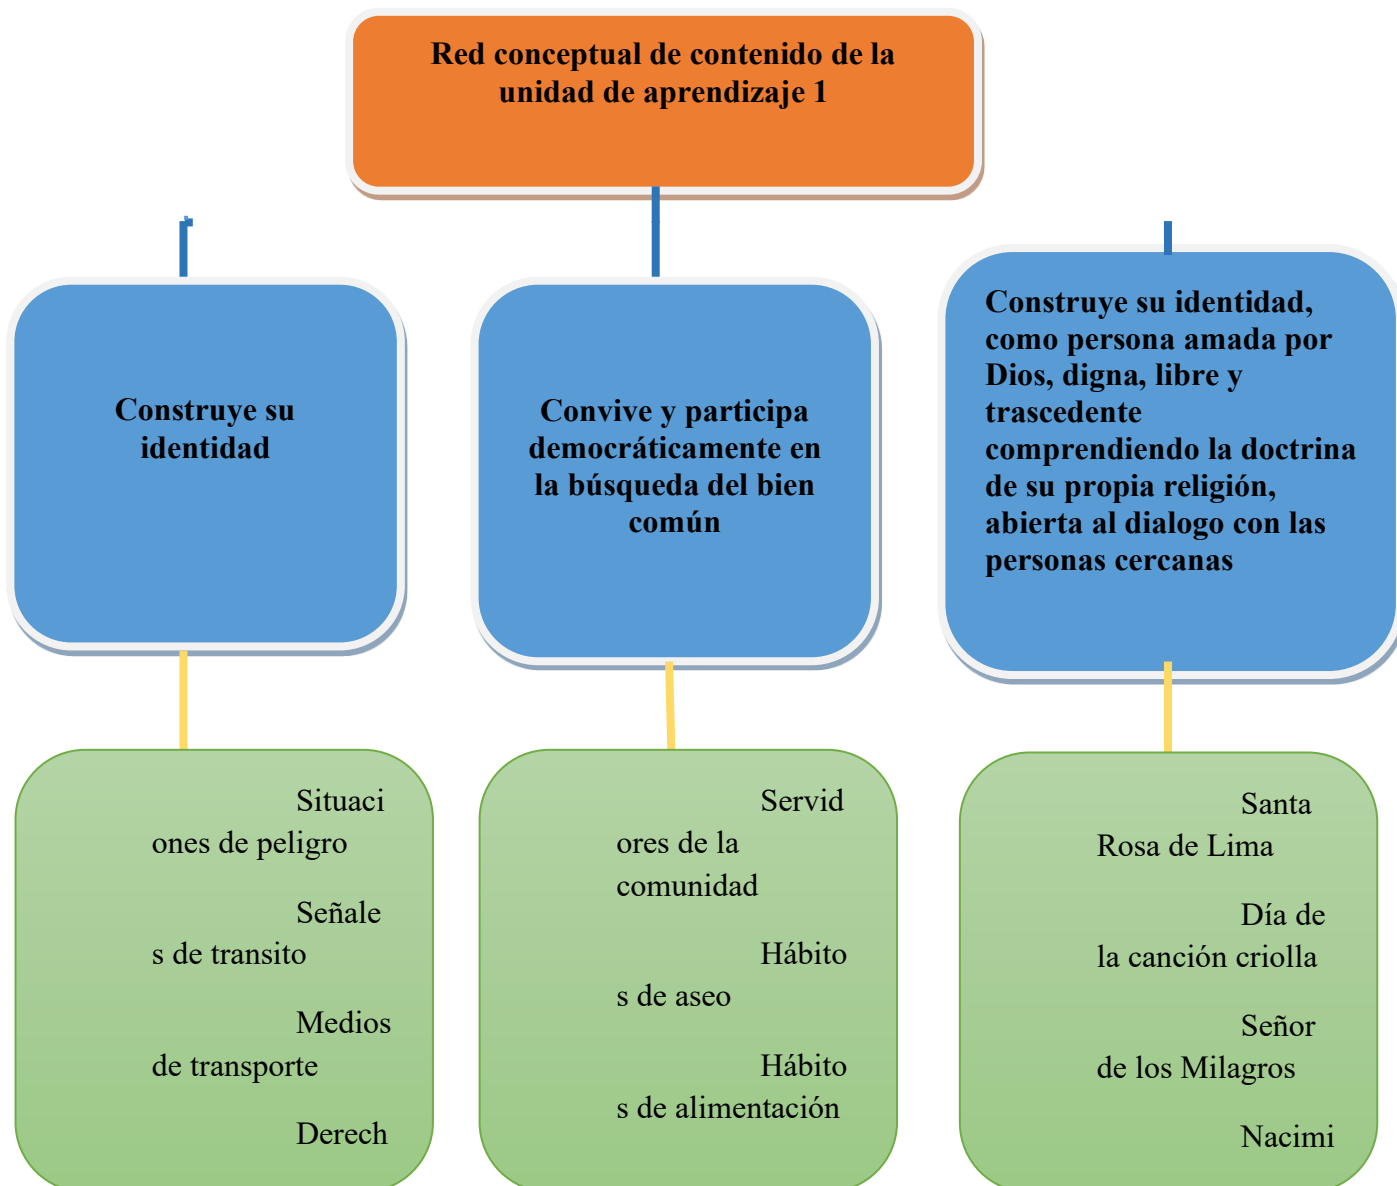 Red conceptual de contenido de la
unidad de aprendizaje 1
Construye su
identidad
Convive y participa
democráticamente en
la búsqueda del bien
común
Construye su identidad,
como persona amada por
Dios, digna, libre y
trascedente
comprendiendo la doctrina
de su propia religión,
abierta al dialogo con las
personas cercanas
Situaci
ones de peligro
Señale
s de transito
Medios
de transporte
Derech
Servid
ores de la
comunidad
Hábito
s de aseo
Hábito
s de alimentación
Santa
Rosa de Lima
Día de
la canción criolla
Señor
de los Milagros
Nacimi